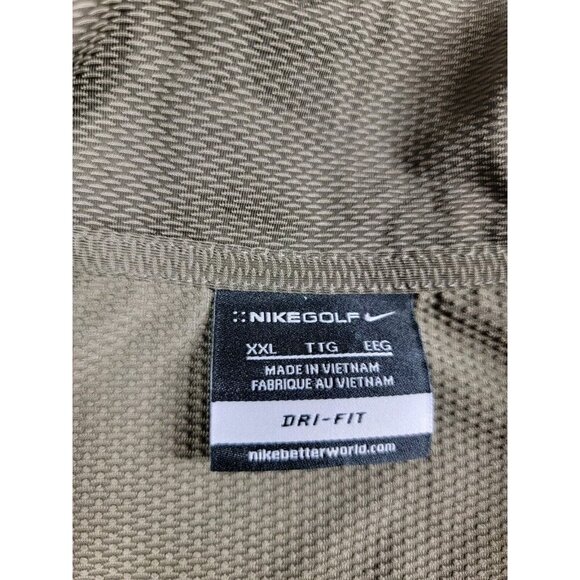 NIKEGOLF
XXL TTG EEG
MADE IN VIETNAM
FABRIQUE AU VIETNAM
DRI-FIT
nikebetterworld.com